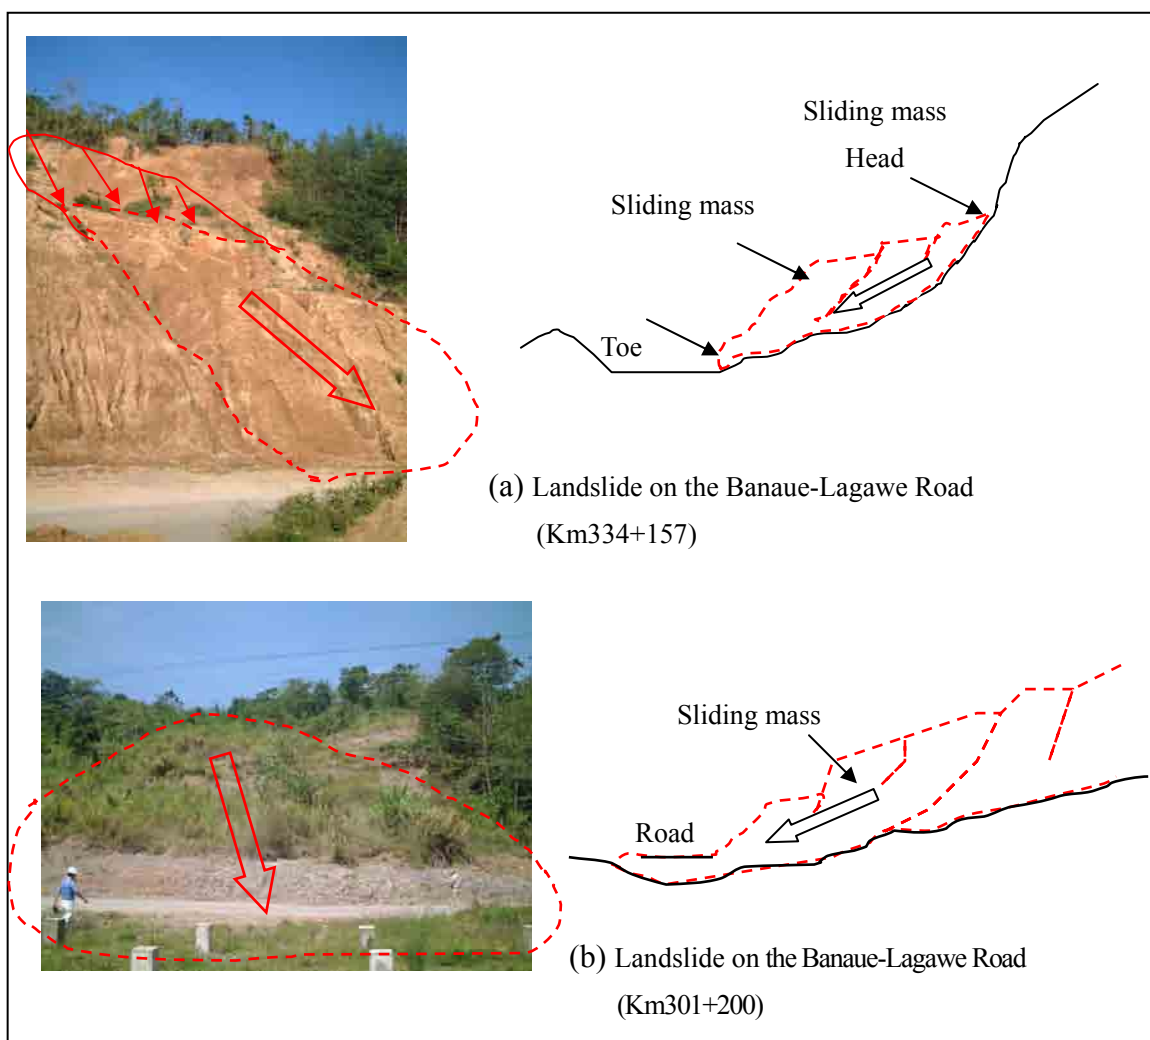 Sliding mass
Head
Sliding mass
Toe
(a) Landslide on the Banaue-Lagawe Road
(Km334+157)
Sliding mass
Road
(b) Landslide on the Banaue-Lagawe Road
(Km301+200)